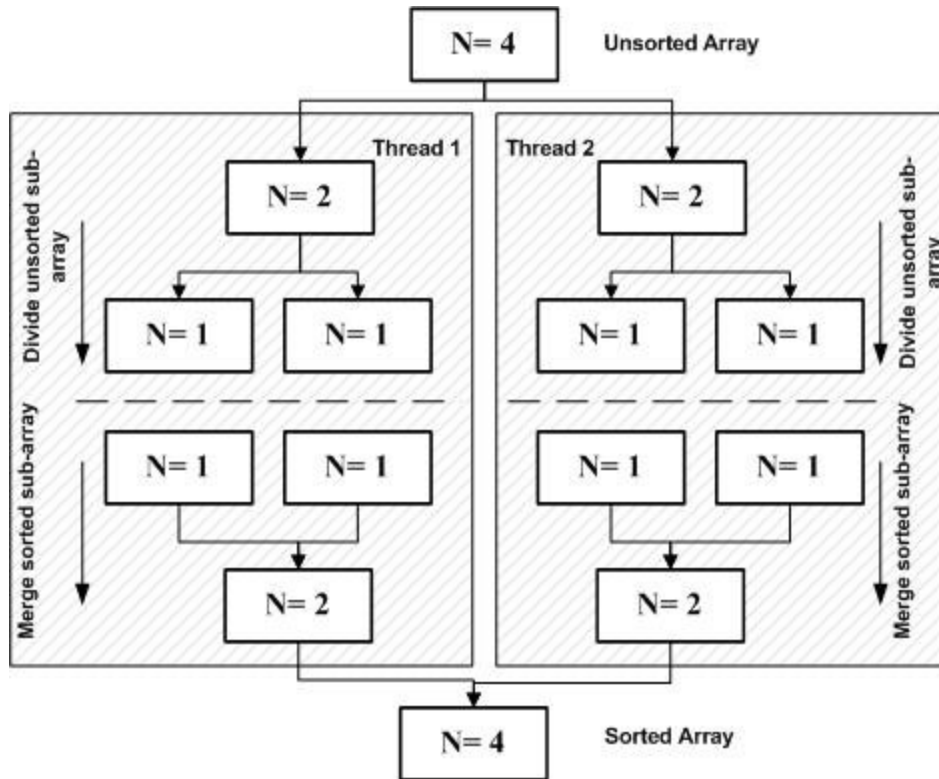 N= 4
Unsorted Array
Thread 1
Thread 2
N= 2
N= 2
Divide unsorted sub-
array
Divide unsorted sub-
array
N= 1
N= 1
N= 1
N= 1
Merge sorted sub-array
N= 1
N= 1
N= 1
N= 1
Merge sorted sub-array
N= 2
N= 2
N= 4
Sorted Array